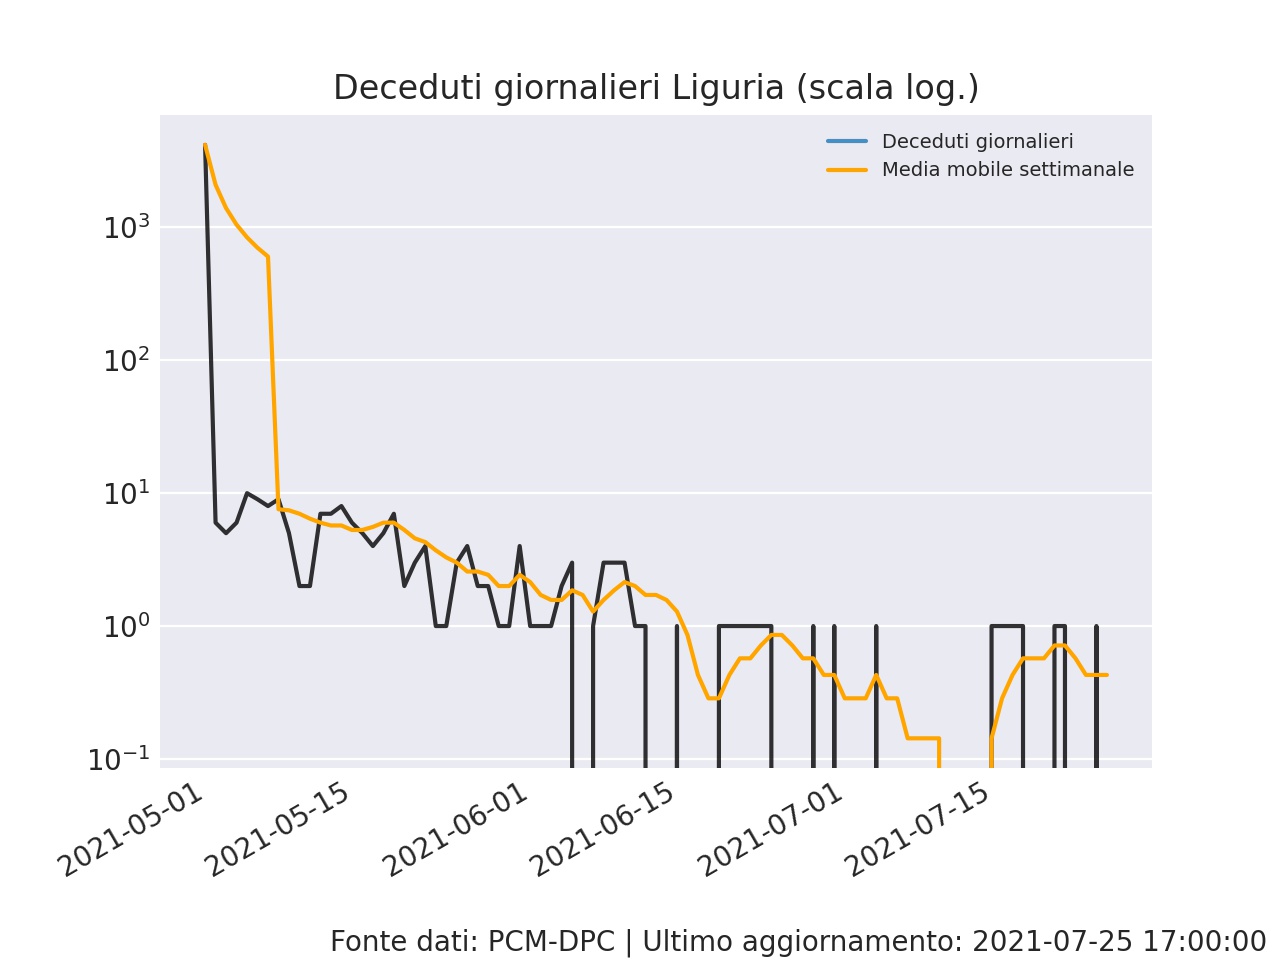 Deceduti giornalieri Liguria (scala log.)
Deceduti giornalieri
Media mobile settimanale
10³
10²
10¹
10⁰
10⁻¹
2021-05-01
2021-05-15
2021-06-01
2021-06-15
2021-07-01
2021-07-15
Fonte dati: PCM-DPC | Ultimo aggiornamento: 2021-07-25 17:00:00